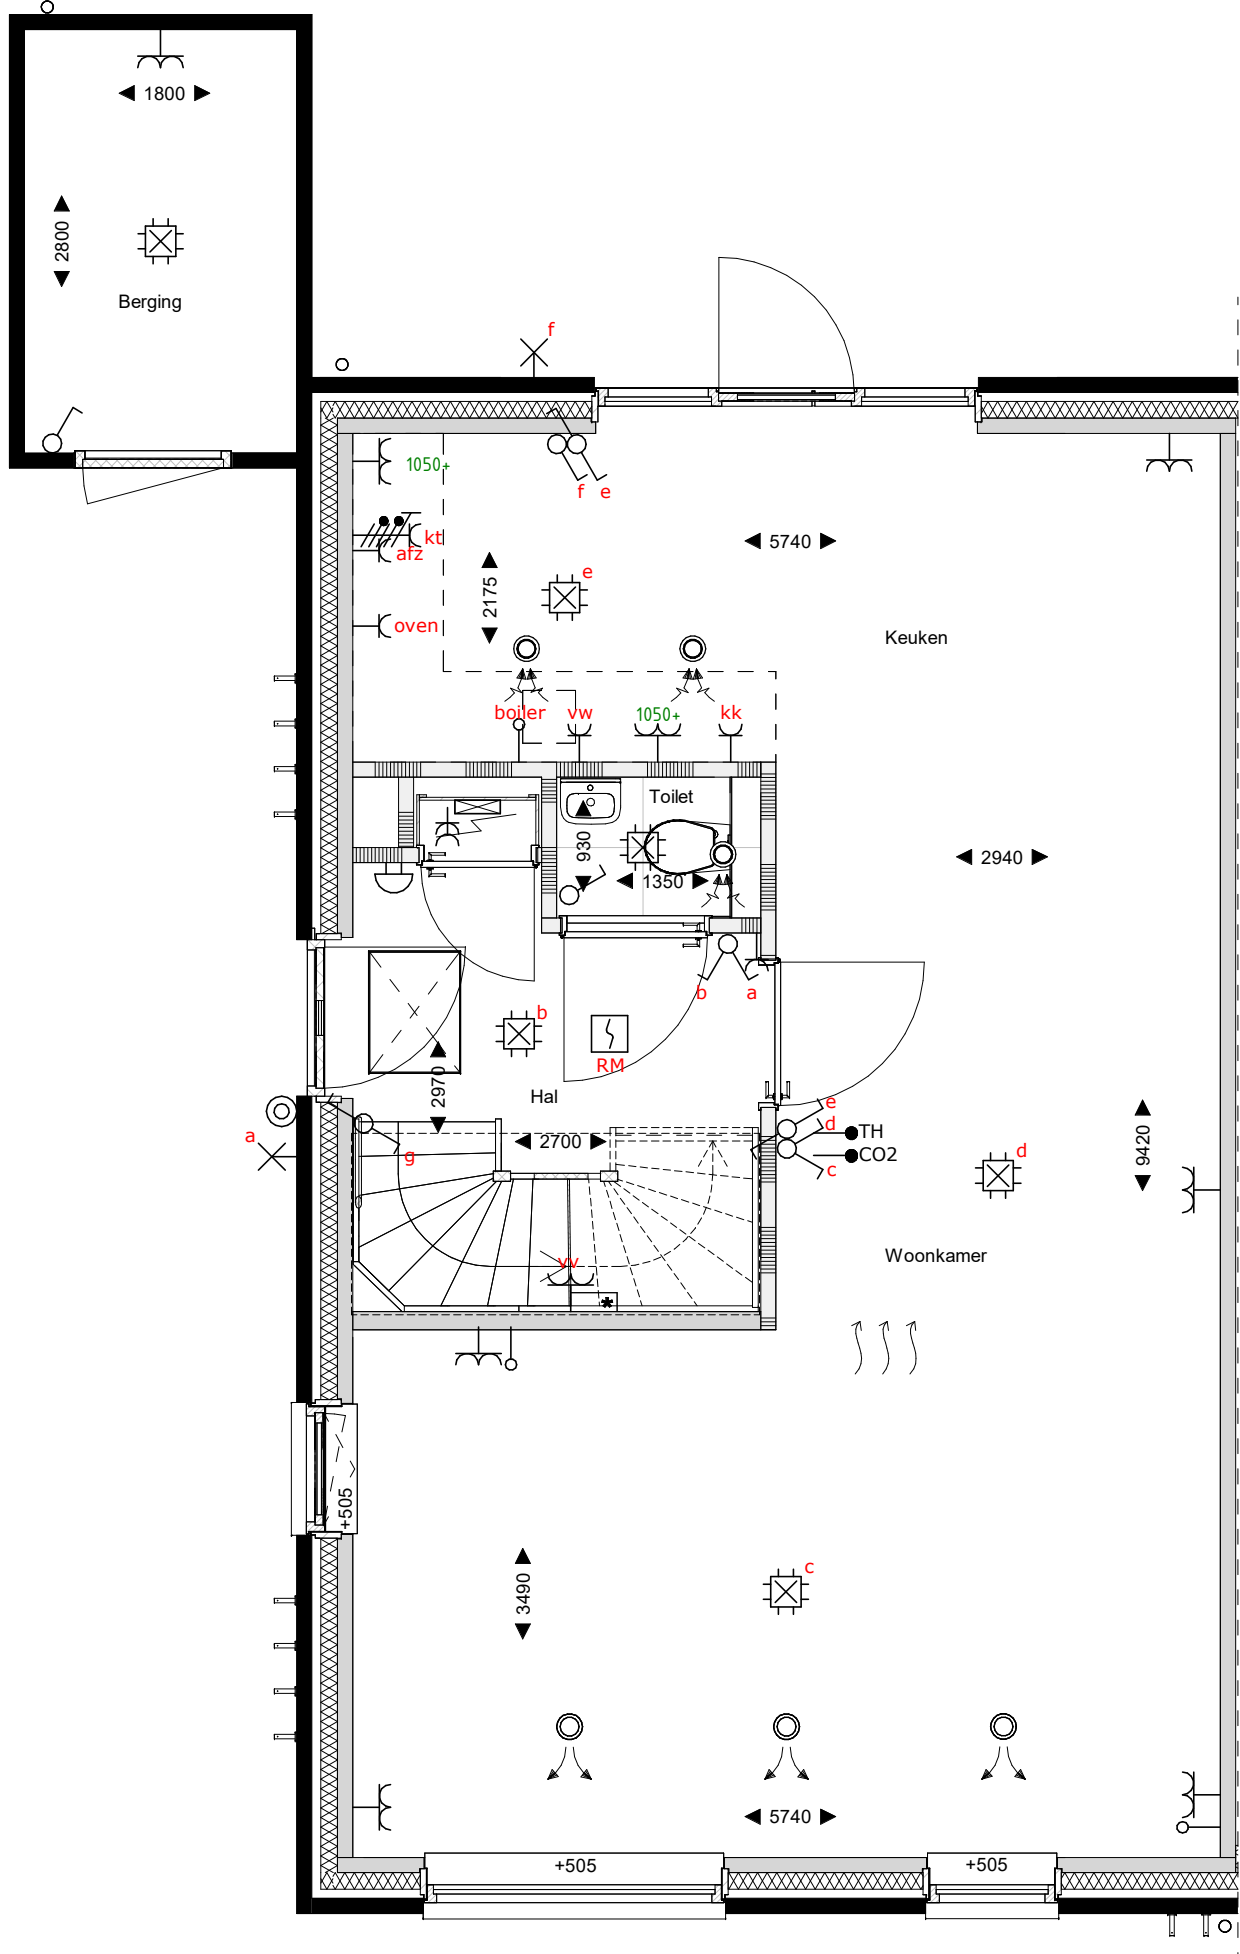 1800
2800
Berging
f
1050+
f e
kt
afz
5740
e
2175
oven
Keuken
boiler vw 1050+ kk
Toilet
930
1350
2940
b a
b
RM
2970
Hal
e
a
d
TH
2700
g
CO2
c
d
9420
vv
*
Woonkamer
+505
3490
c
5740
+505
+505